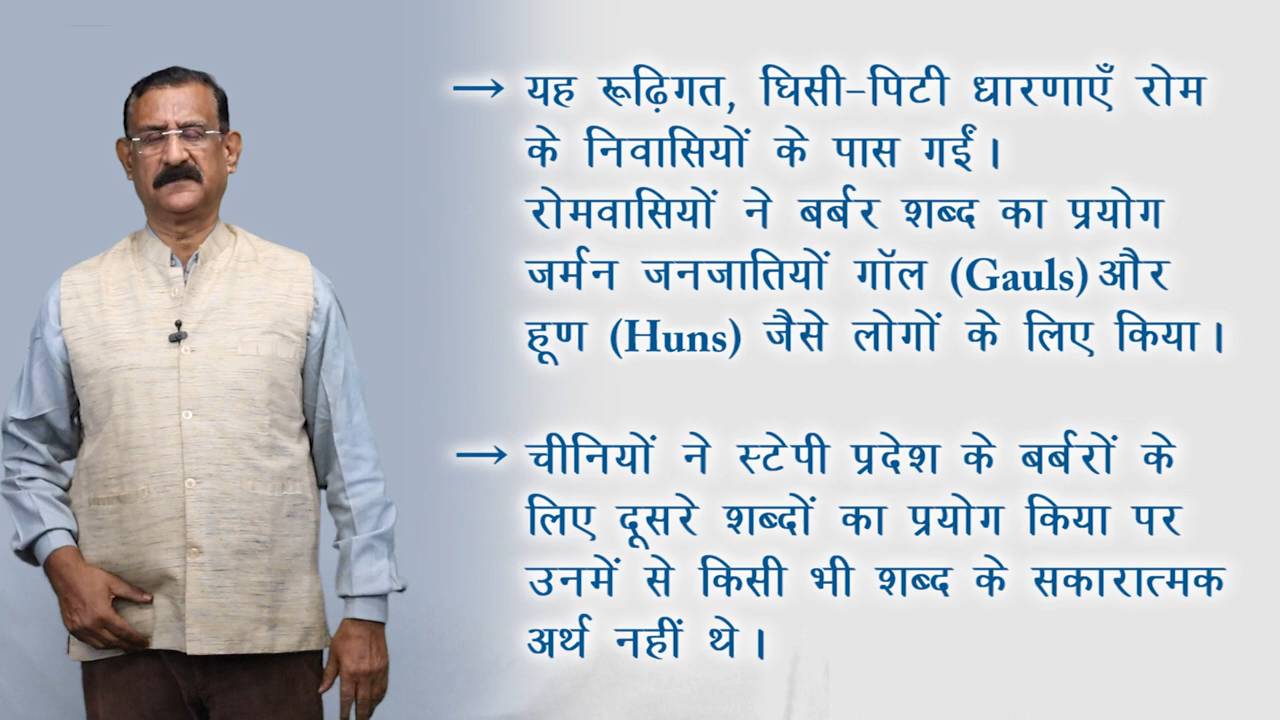 → यह रूढ़िगत, घिसी-पिटी धारणाएँ रोम
के निवासियों के पास गईं।
रोमवासियों ने बर्बर शब्द का प्रयोग
जर्मन जनजातियों गॉल (Gauls) और
हूण (Huns) जैसे लोगों के लिए किया।
→ चीनियों ने स्टेपी प्रदेश के बर्बरों के
लिए दूसरे शब्दों का प्रयोग किया पर
उनमें से किसी भी शब्द के सकारात्मक
अर्थ नहीं थे।